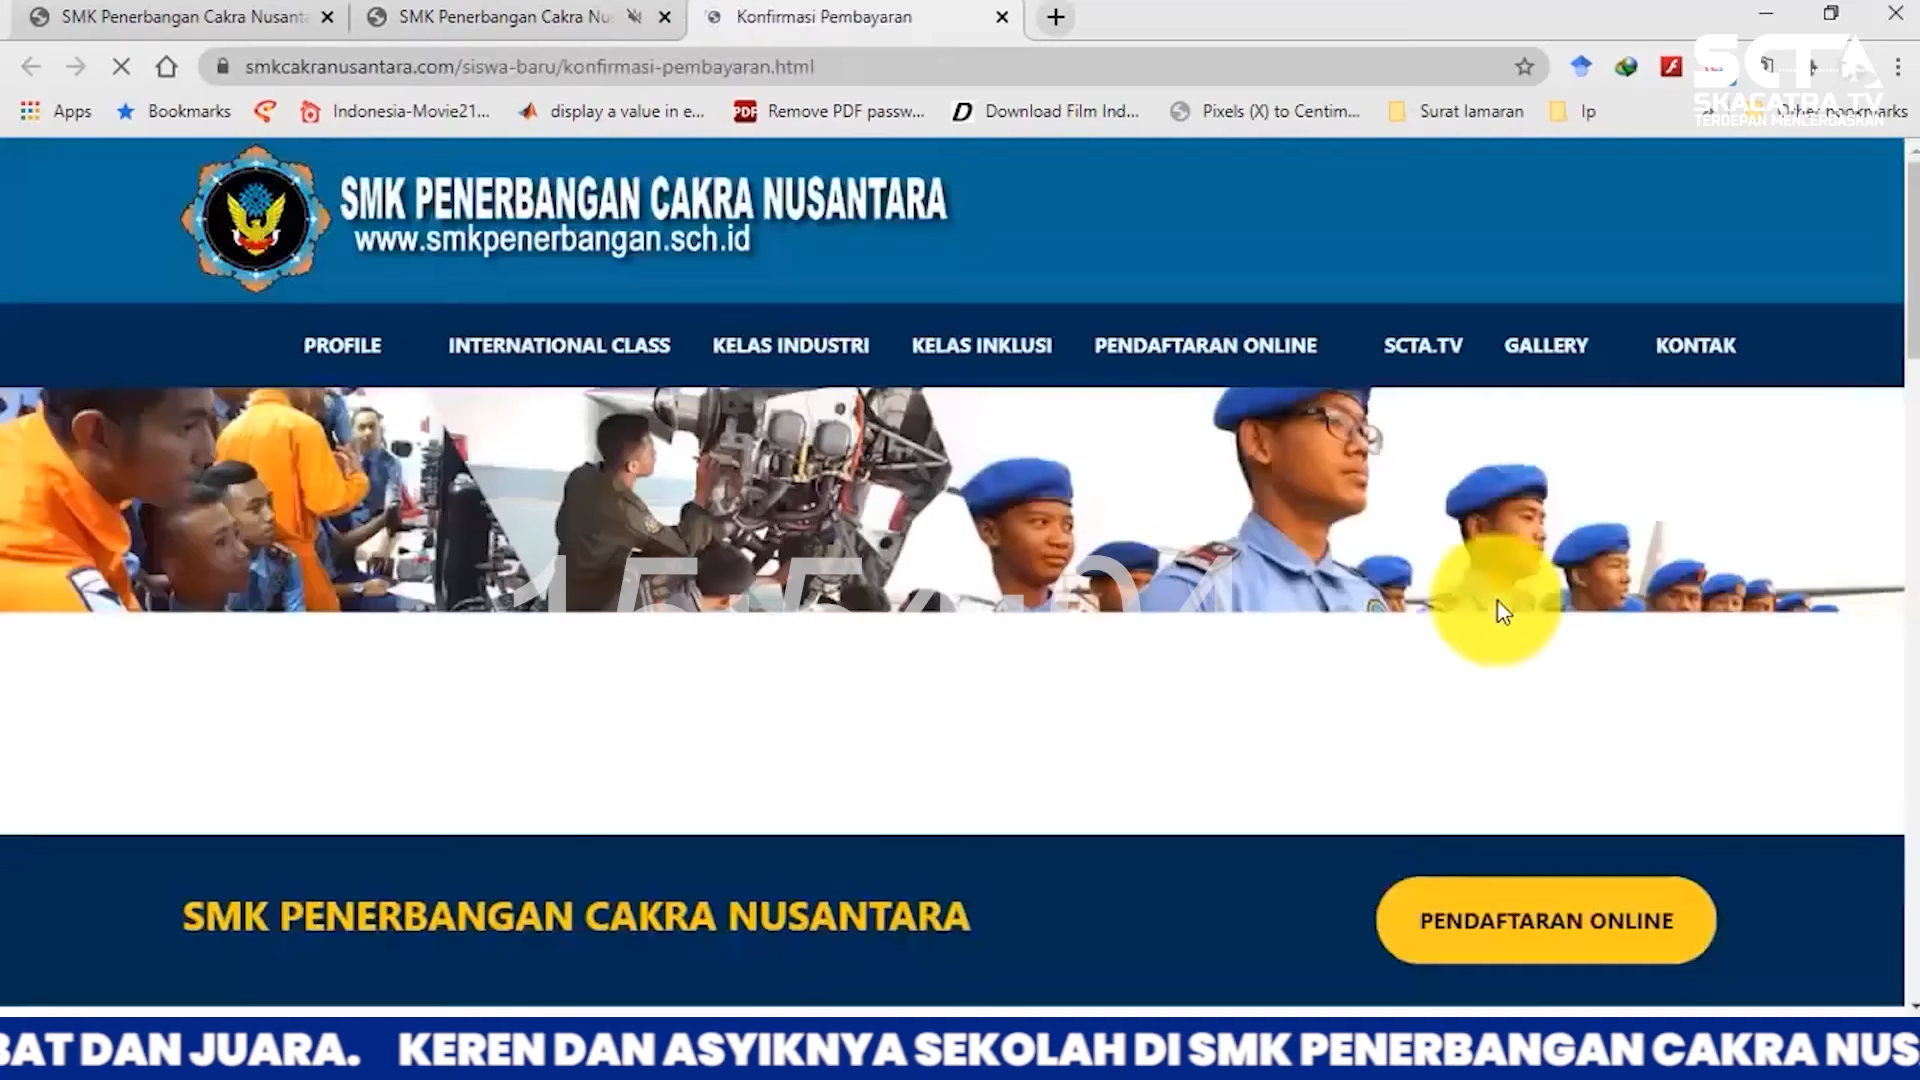 SMK Penerbangan Cakra Nusanta
SMK Penerbangan Cakra Nu
Konfirmasi Pembayaran
smkcakranusantara.com/siswa-baru/konfirmasi-pembayaran.html
SCTA
SKACATRA.TV
TERDEPAN MENCERDASKAN
Apps
Bookmarks
Indonesia-Movie21...
display a value in e...
PDF
Remove PDF passw...
D
Download Film Ind...
Pixels (X) to Centim...
Surat lamaran
lp
Other bookmarks
SMK PENERBANGAN CAKRA NUSANTARA
www.smkpenerbangan.sch.id
PROFILE
INTERNATIONAL CLASS
KELAS INDUSTRI
KELAS INKLUSI
PENDAFTARAN ONLINE
SCTA.TV
GALLERY
KONTAK
SMK PENERBANGAN CAKRA NUSANTARA
PENDAFTARAN ONLINE
BAT DAN JUARA. KEREN DAN ASYIKNYA SEKOLAH DI SMK PENERBANGAN CAKRA NUS